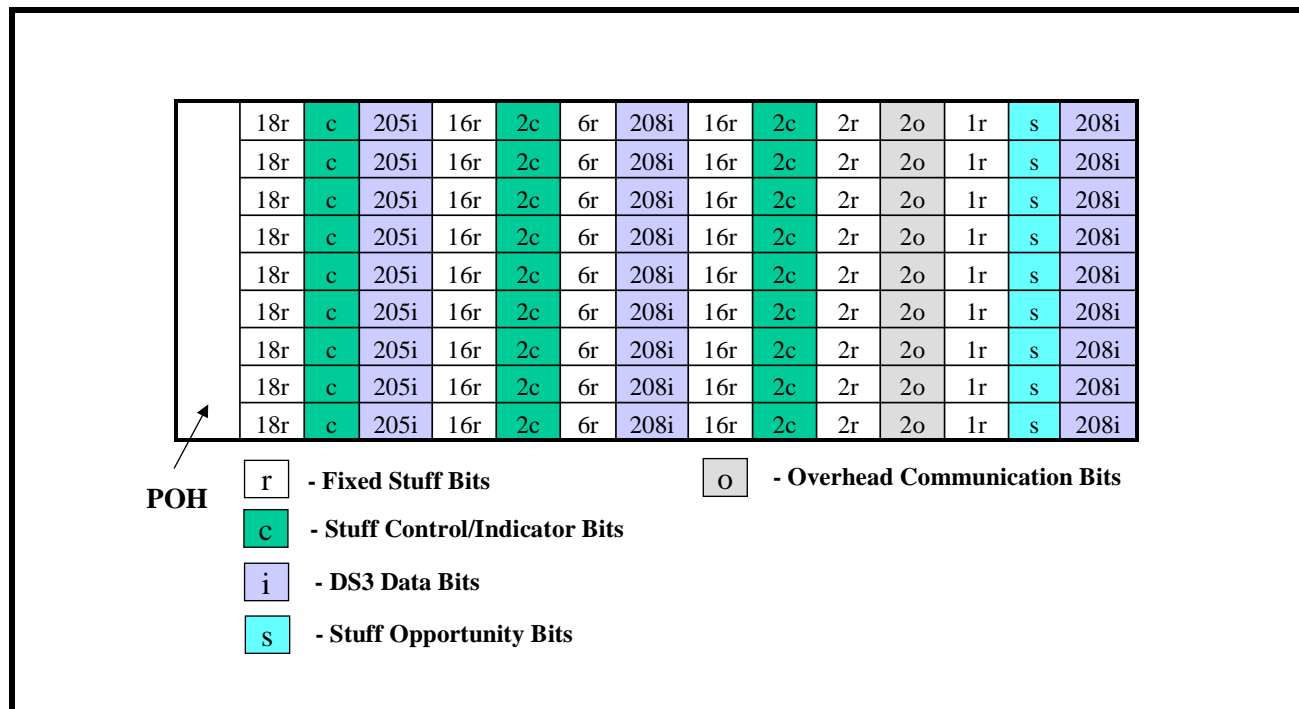 18r c 205i 16r 2c 6r 208i 16r 2c 2r 2o 1r s 208i
18r c 205i 16r 2c 6r 208i 16r 2c 2r 2o 1r s 208i
18r c 205i 16r 2c 6r 208i 16r 2c 2r 2o 1r s 208i
18r c 205i 16r 2c 6r 208i 16r 2c 2r 2o 1r s 208i
18r c 205i 16r 2c 6r 208i 16r 2c 2r 2o 1r s 208i
18r c 205i 16r 2c 6r 208i 16r 2c 2r 2o 1r s 208i
18r c 205i 16r 2c 6r 208i 16r 2c 2r 2o 1r s 208i
18r c 205i 16r 2c 6r 208i 16r 2c 2r 2o 1r s 208i
18r c 205i 16r 2c 6r 208i 16r 2c 2r 2o 1r s 208i
POH
r - Fixed Stuff Bits
c - Stuff Control/Indicator Bits
i - DS3 Data Bits
s - Stuff Opportunity Bits
o - Overhead Communication Bits